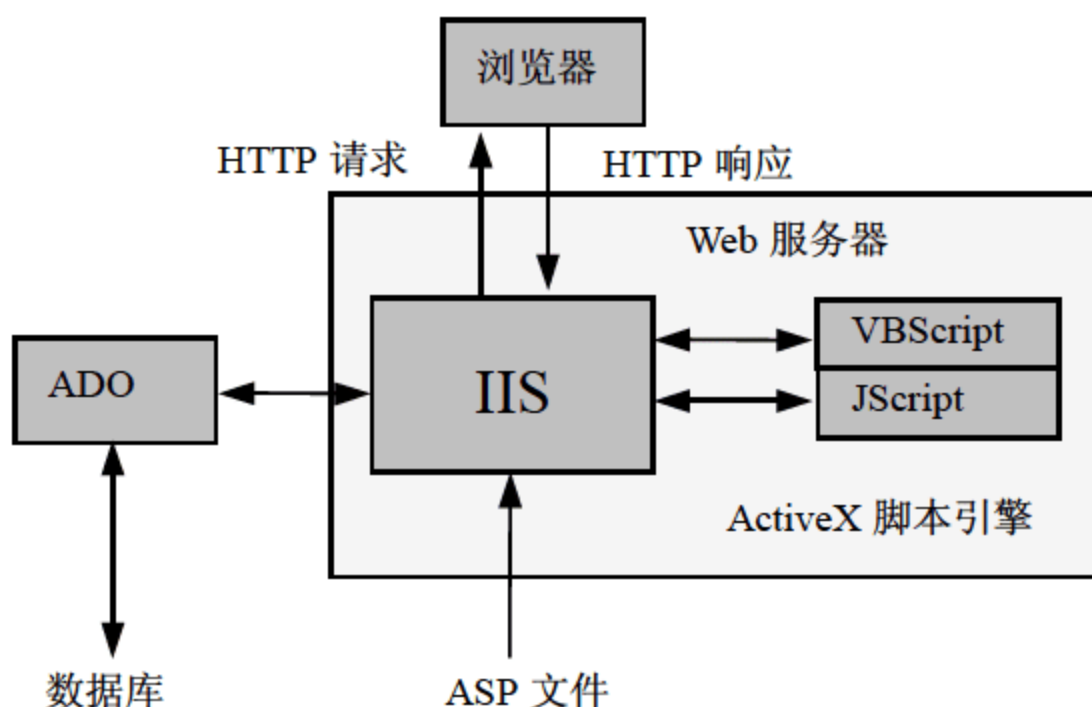 浏览器
HTTP 请求
HTTP 响应
Web 服务器
VBScript
ADO
IIS
JScript
ActiveX 脚本引擎
数据库
ASP 文件